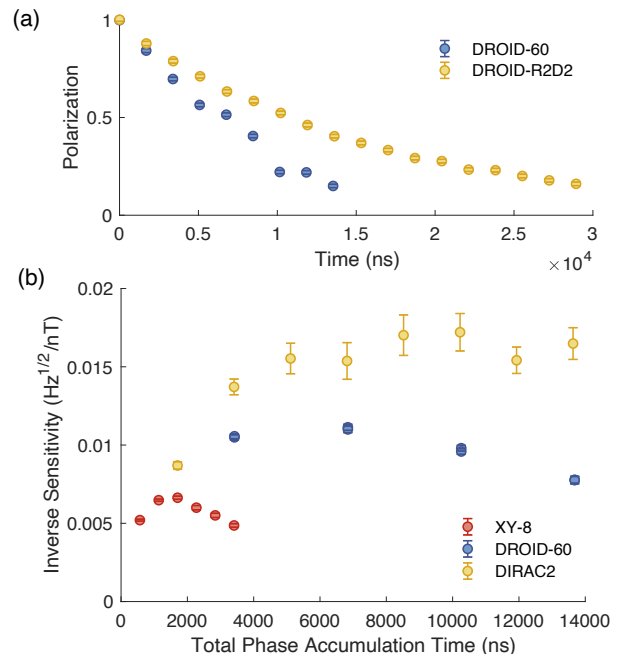 (a)
1
0.5
0
Polarization
DROID-60
DROID-R2D2
0 0.5 1 1.5 2 2.5 3
Time (ns)
× 10⁴
(b)
0.02
0.015
0.01
0.005
0
Inverse Sensitivity (Hz¹/²/nT)
XY-8
DROID-60
DIRAC2
0 2000 4000 6000 8000 10000 12000 14000
Total Phase Accumulation Time (ns)